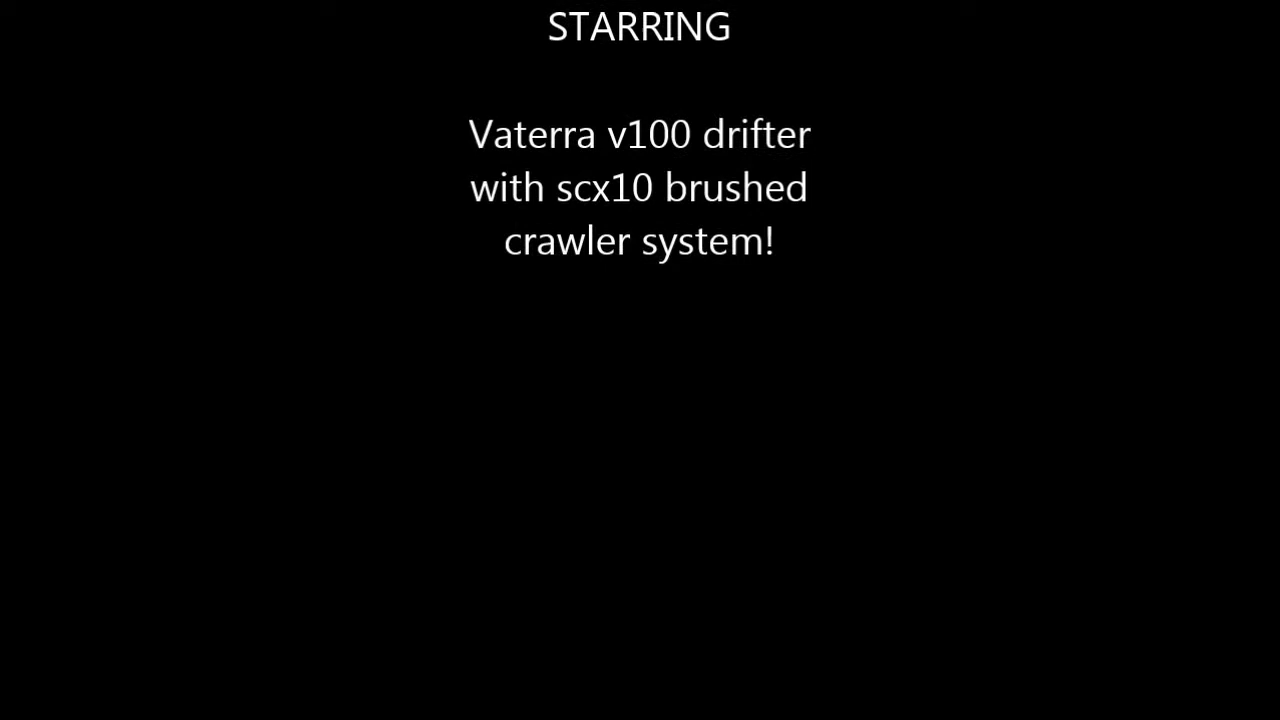 STARRING
Vaterra v100 drifter
with scx10 brushed
crawler system!